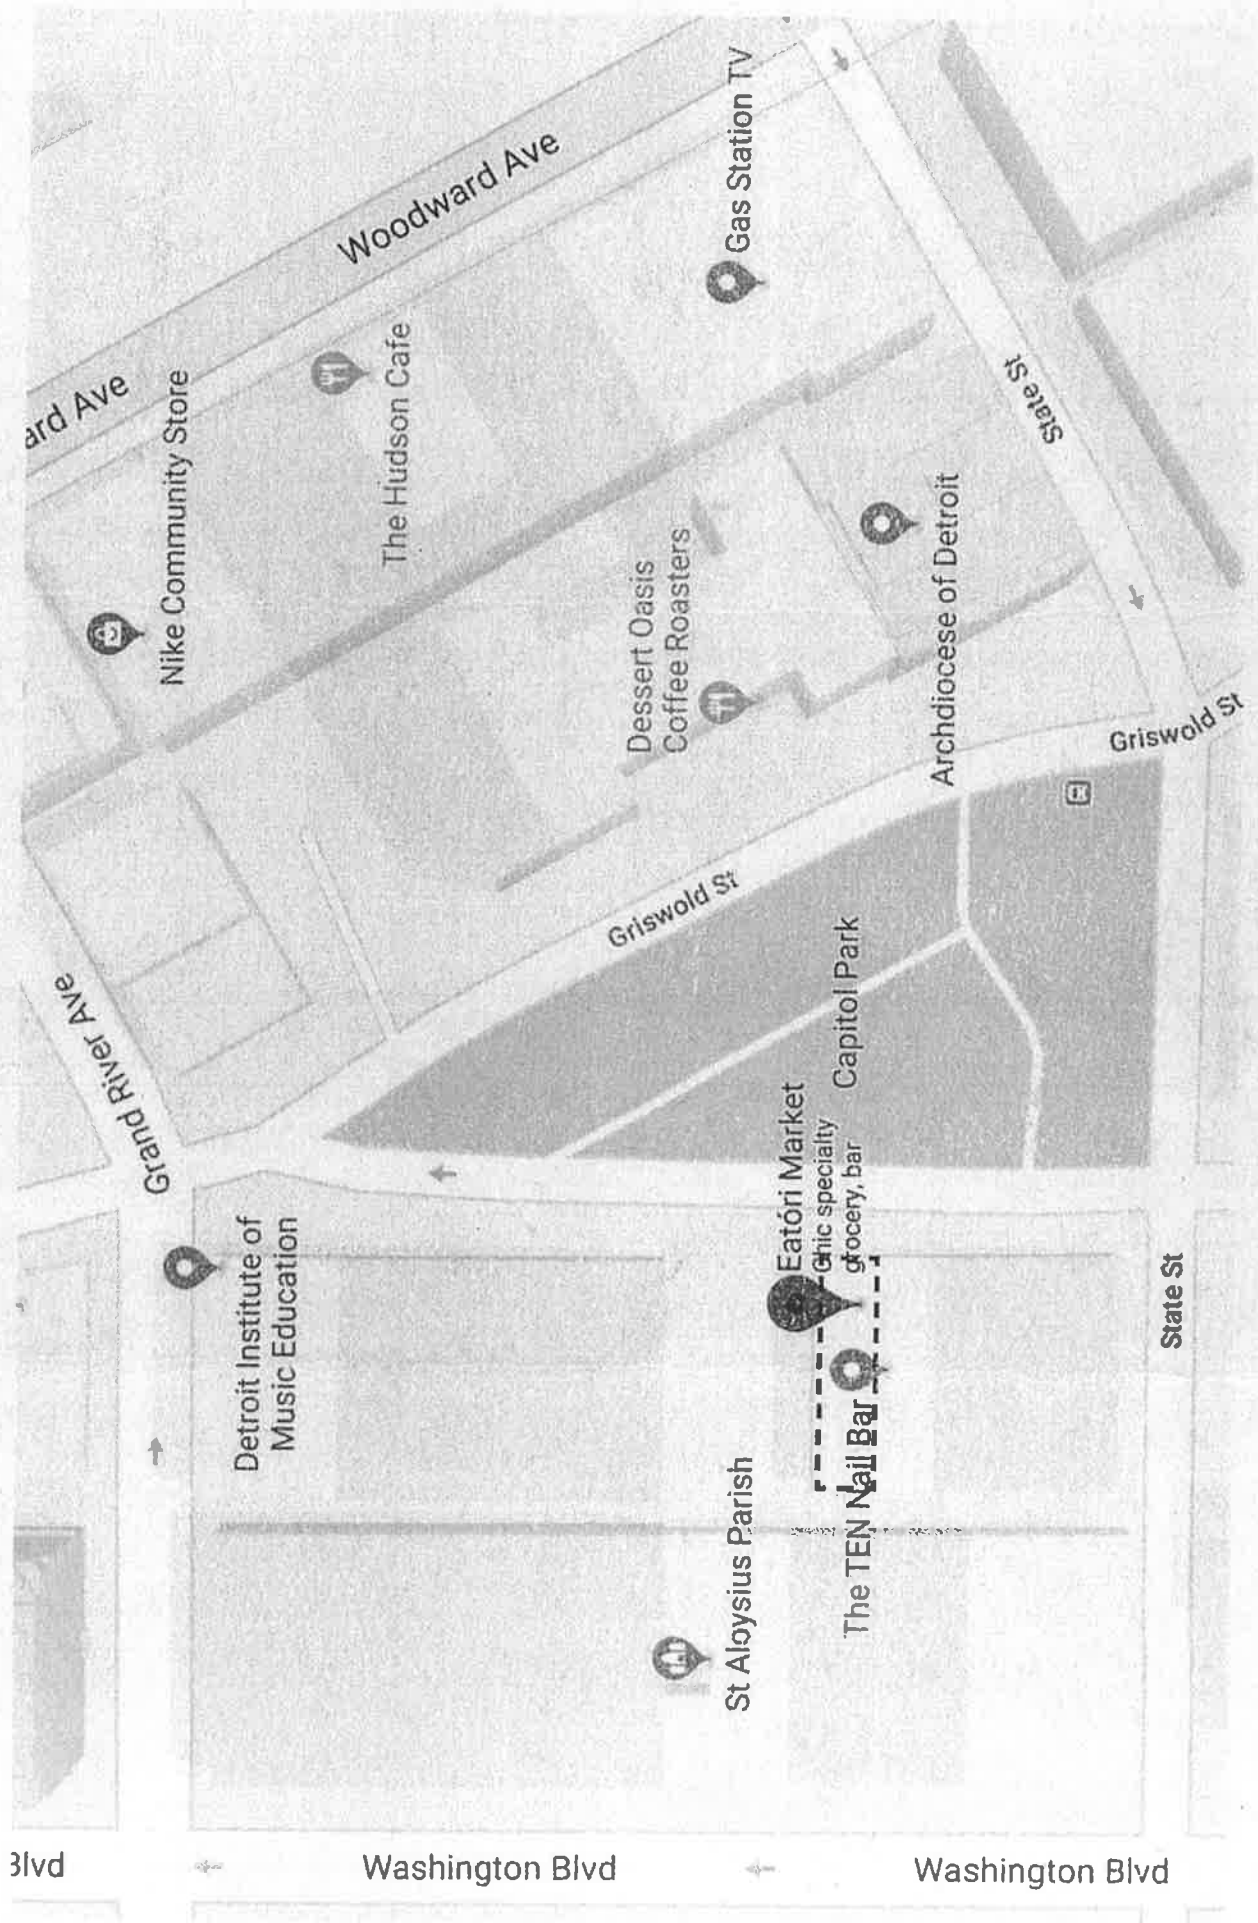 ard Ave
Woodward Ave
Nike Community Store
The Hudson Cafe
Gas Station TV
State St
Dessert Oasis
Coffee Roasters
Archdiocese of Detroit
Griswold St
Griswold St
Grand River Ave
Capitol Park
Eatóri Market
Chic specialty
grocery, bar
Detroit Institute of
Music Education
The TEN Nail Bar
St Aloysius Parish
State St
Blvd
Washington Blvd
Washington Blvd